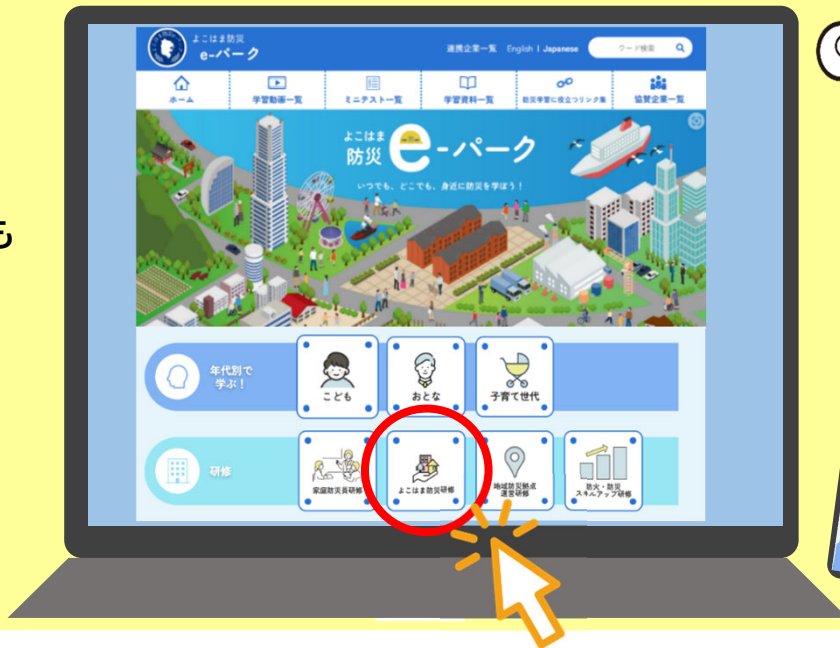 も
よこはま防災
e-パーク
連携企業一覧 English | Japanese ワード検索
ホーム
学習動画一覧
ミニテスト一覧
学習資料一覧
防災学習に役立つリンク集
協賛企業一覧
よこはま
防災 e-パーク
いつでも、どこでも、身近に防災を学ぼう！
年代別で
学ぶ！
こども
おとな
子育て世代
研修
家庭防災員研修
よこはま防災研修
地域防災拠点
運営研修
防火・防災
スキルアップ研修